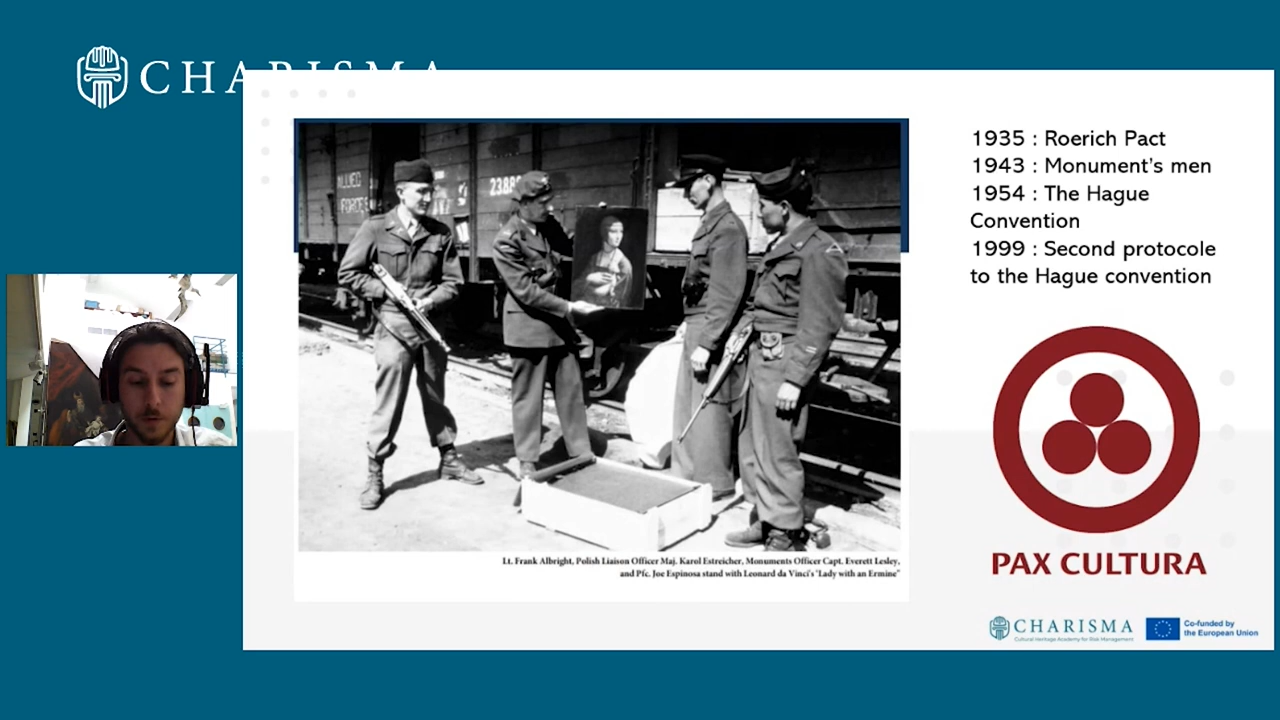 CHARISMA
ALLIED
FORCES
2388
1935 : Roerich Pact
1943 : Monument's men
1954 : The Hague
Convention
1999 : Second protocole
to the Hague convention
PAX CULTURA
Lt. Frank Albright, Polish Liaison Officer Maj. Karol Estreicher, Monuments Officer Capt. Everett Lesley,
and Pfc. Joe Espinosa stand with Leonard da Vinci's "Lady with an Ermine"
CHARISMA
Cultural Heritage Academy for Risk Management
Co-funded by
the European Union